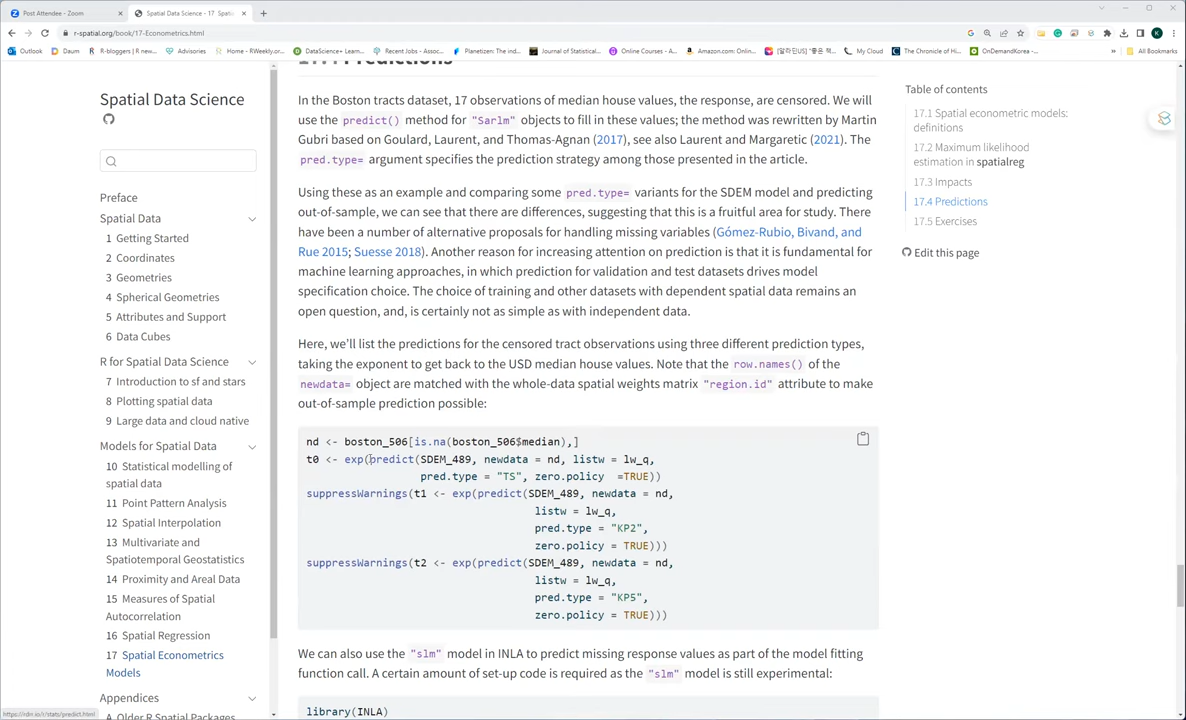 Post Attendee - Zoom
Spatial Data Science - 17 Spati
r-spatial.org/book/17-Econometrics.html
Outlook
Daum
R-bloggers | R new...
Advisories
Home - RWeekly.or...
DataScience+ Learn...
Recent Jobs - Assoc...
Planetizen: The ind...
Journal of Statistical...
Online Courses - A...
Amazon.com: Onlin...
My Cloud
The Chronicle of Hi...
OnDemandKorea -...
All Bookmarks
Spatial Data Science
Preface
Spatial Data
1 Getting Started
2 Coordinates
3 Geometries
4 Spherical Geometries
5 Attributes and Support
6 Data Cubes
R for Spatial Data Science
7 Introduction to sf and stars
8 Plotting spatial data
9 Large data and cloud native
Models for Spatial Data
10 Statistical modelling of
spatial data
11 Point Pattern Analysis
12 Spatial Interpolation
13 Multivariate and
Spatiotemporal Geostatistics
14 Proximity and Areal Data
15 Measures of Spatial
Autocorrelation
16 Spatial Regression
17 Spatial Econometrics
Models
Appendices
A Older R Spatial Packages
https://rdrr.io/r/stats/predict.html
17.4 Predictions
In the Boston tracts dataset, 17 observations of median house values, the response, are censored. We will
use the predict() method for "Sarlm" objects to fill in these values; the method was rewritten by Martin
Gubri based on Goulard, Laurent, and Thomas-Agnan (2017), see also Laurent and Margaretic (2021). The
pred.type= argument specifies the prediction strategy among those presented in the article.
Using these as an example and comparing some pred.type= variants for the SDEM model and predicting
out-of-sample, we can see that there are differences, suggesting that this is a fruitful area for study. There
have been a number of alternative proposals for handling missing variables (Gómez-Rubio, Bivand, and
Rue 2015; Suesse 2018). Another reason for increasing attention on prediction is that it is fundamental for
machine learning approaches, in which prediction for validation and test datasets drives model
specification choice. The choice of training and other datasets with dependent spatial data remains an
open question, and, is certainly not as simple as with independent data.
Here, we'll list the predictions for the censored tract observations using three different prediction types,
taking the exponent to get back to the USD median house values. Note that the row.names() of the
newdata= object are matched with the whole-data spatial weights matrix "region.id" attribute to make
out-of-sample prediction possible:
nd <- boston_506[is.na(boston_506$median),]
t0 <- exp(predict(SDEM_489, newdata = nd, listw = lw_q,
pred.type = "TS", zero.policy =TRUE))
suppressWarnings(t1 <- exp(predict(SDEM_489, newdata = nd,
listw = lw_q,
pred.type = "KP2",
zero.policy = TRUE)))
suppressWarnings(t2 <- exp(predict(SDEM_489, newdata = nd,
listw = lw_q,
pred.type = "KP5",
zero.policy = TRUE)))
We can also use the "slm" model in INLA to predict missing response values as part of the model fitting
function call. A certain amount of set-up code is required as the "slm" model is still experimental:
library(INLA)
Table of contents
17.1 Spatial econometric models:
definitions
17.2 Maximum likelihood
estimation in spatialreg
17.3 Impacts
17.4 Predictions
17.5 Exercises
Edit this page